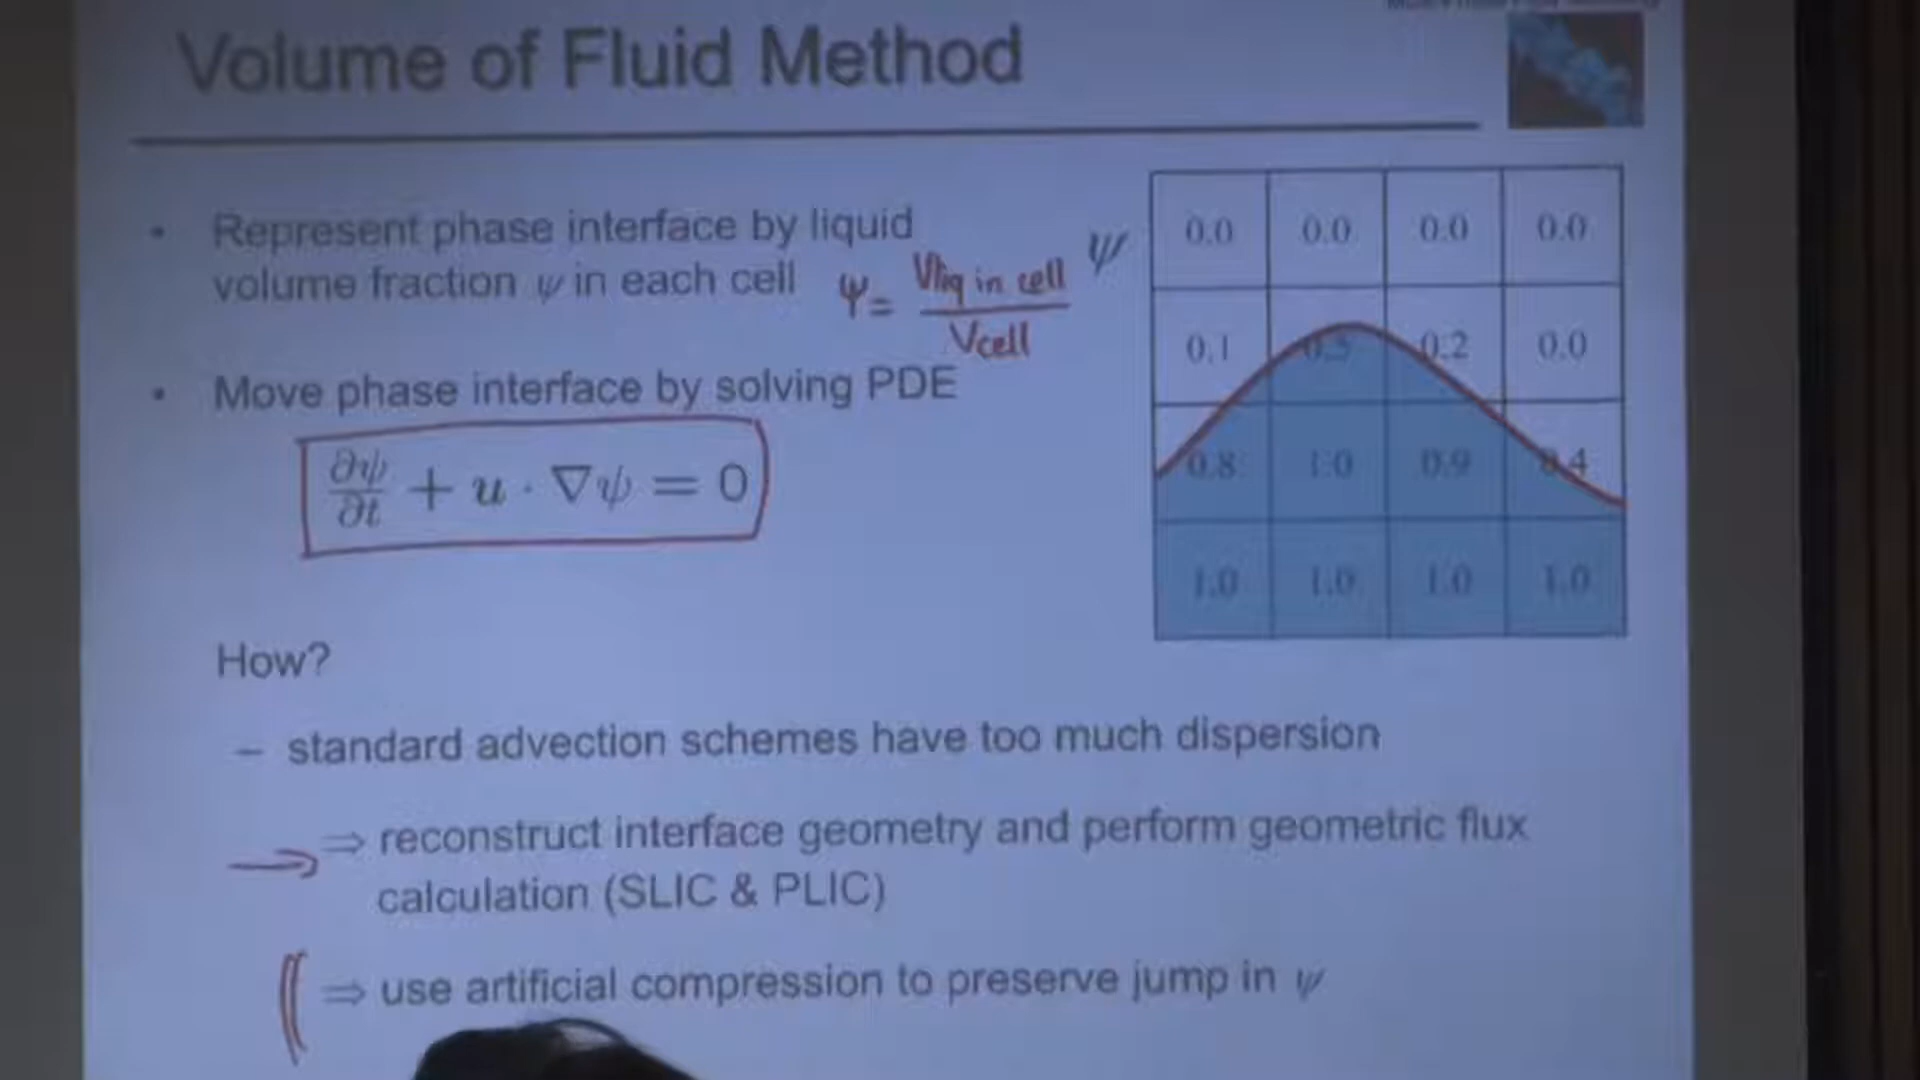 Volume of Fluid Method
• Represent phase interface by liquid
volume fraction ψ in each cell
ψ = Vliq in cell / Vcell
ψ
• Move phase interface by solving PDE
∂ψ/∂t + u · ∇ψ = 0
0.0 0.0 0.0 0.0
0.1 0.5 0.2 0.0
0.8 1.0 0.9 0.4
1.0 1.0 1.0 1.0
How?
– standard advection schemes have too much dispersion
⇒ reconstruct interface geometry and perform geometric flux
calculation (SLIC & PLIC)
⇒ use artificial compression to preserve jump in ψ